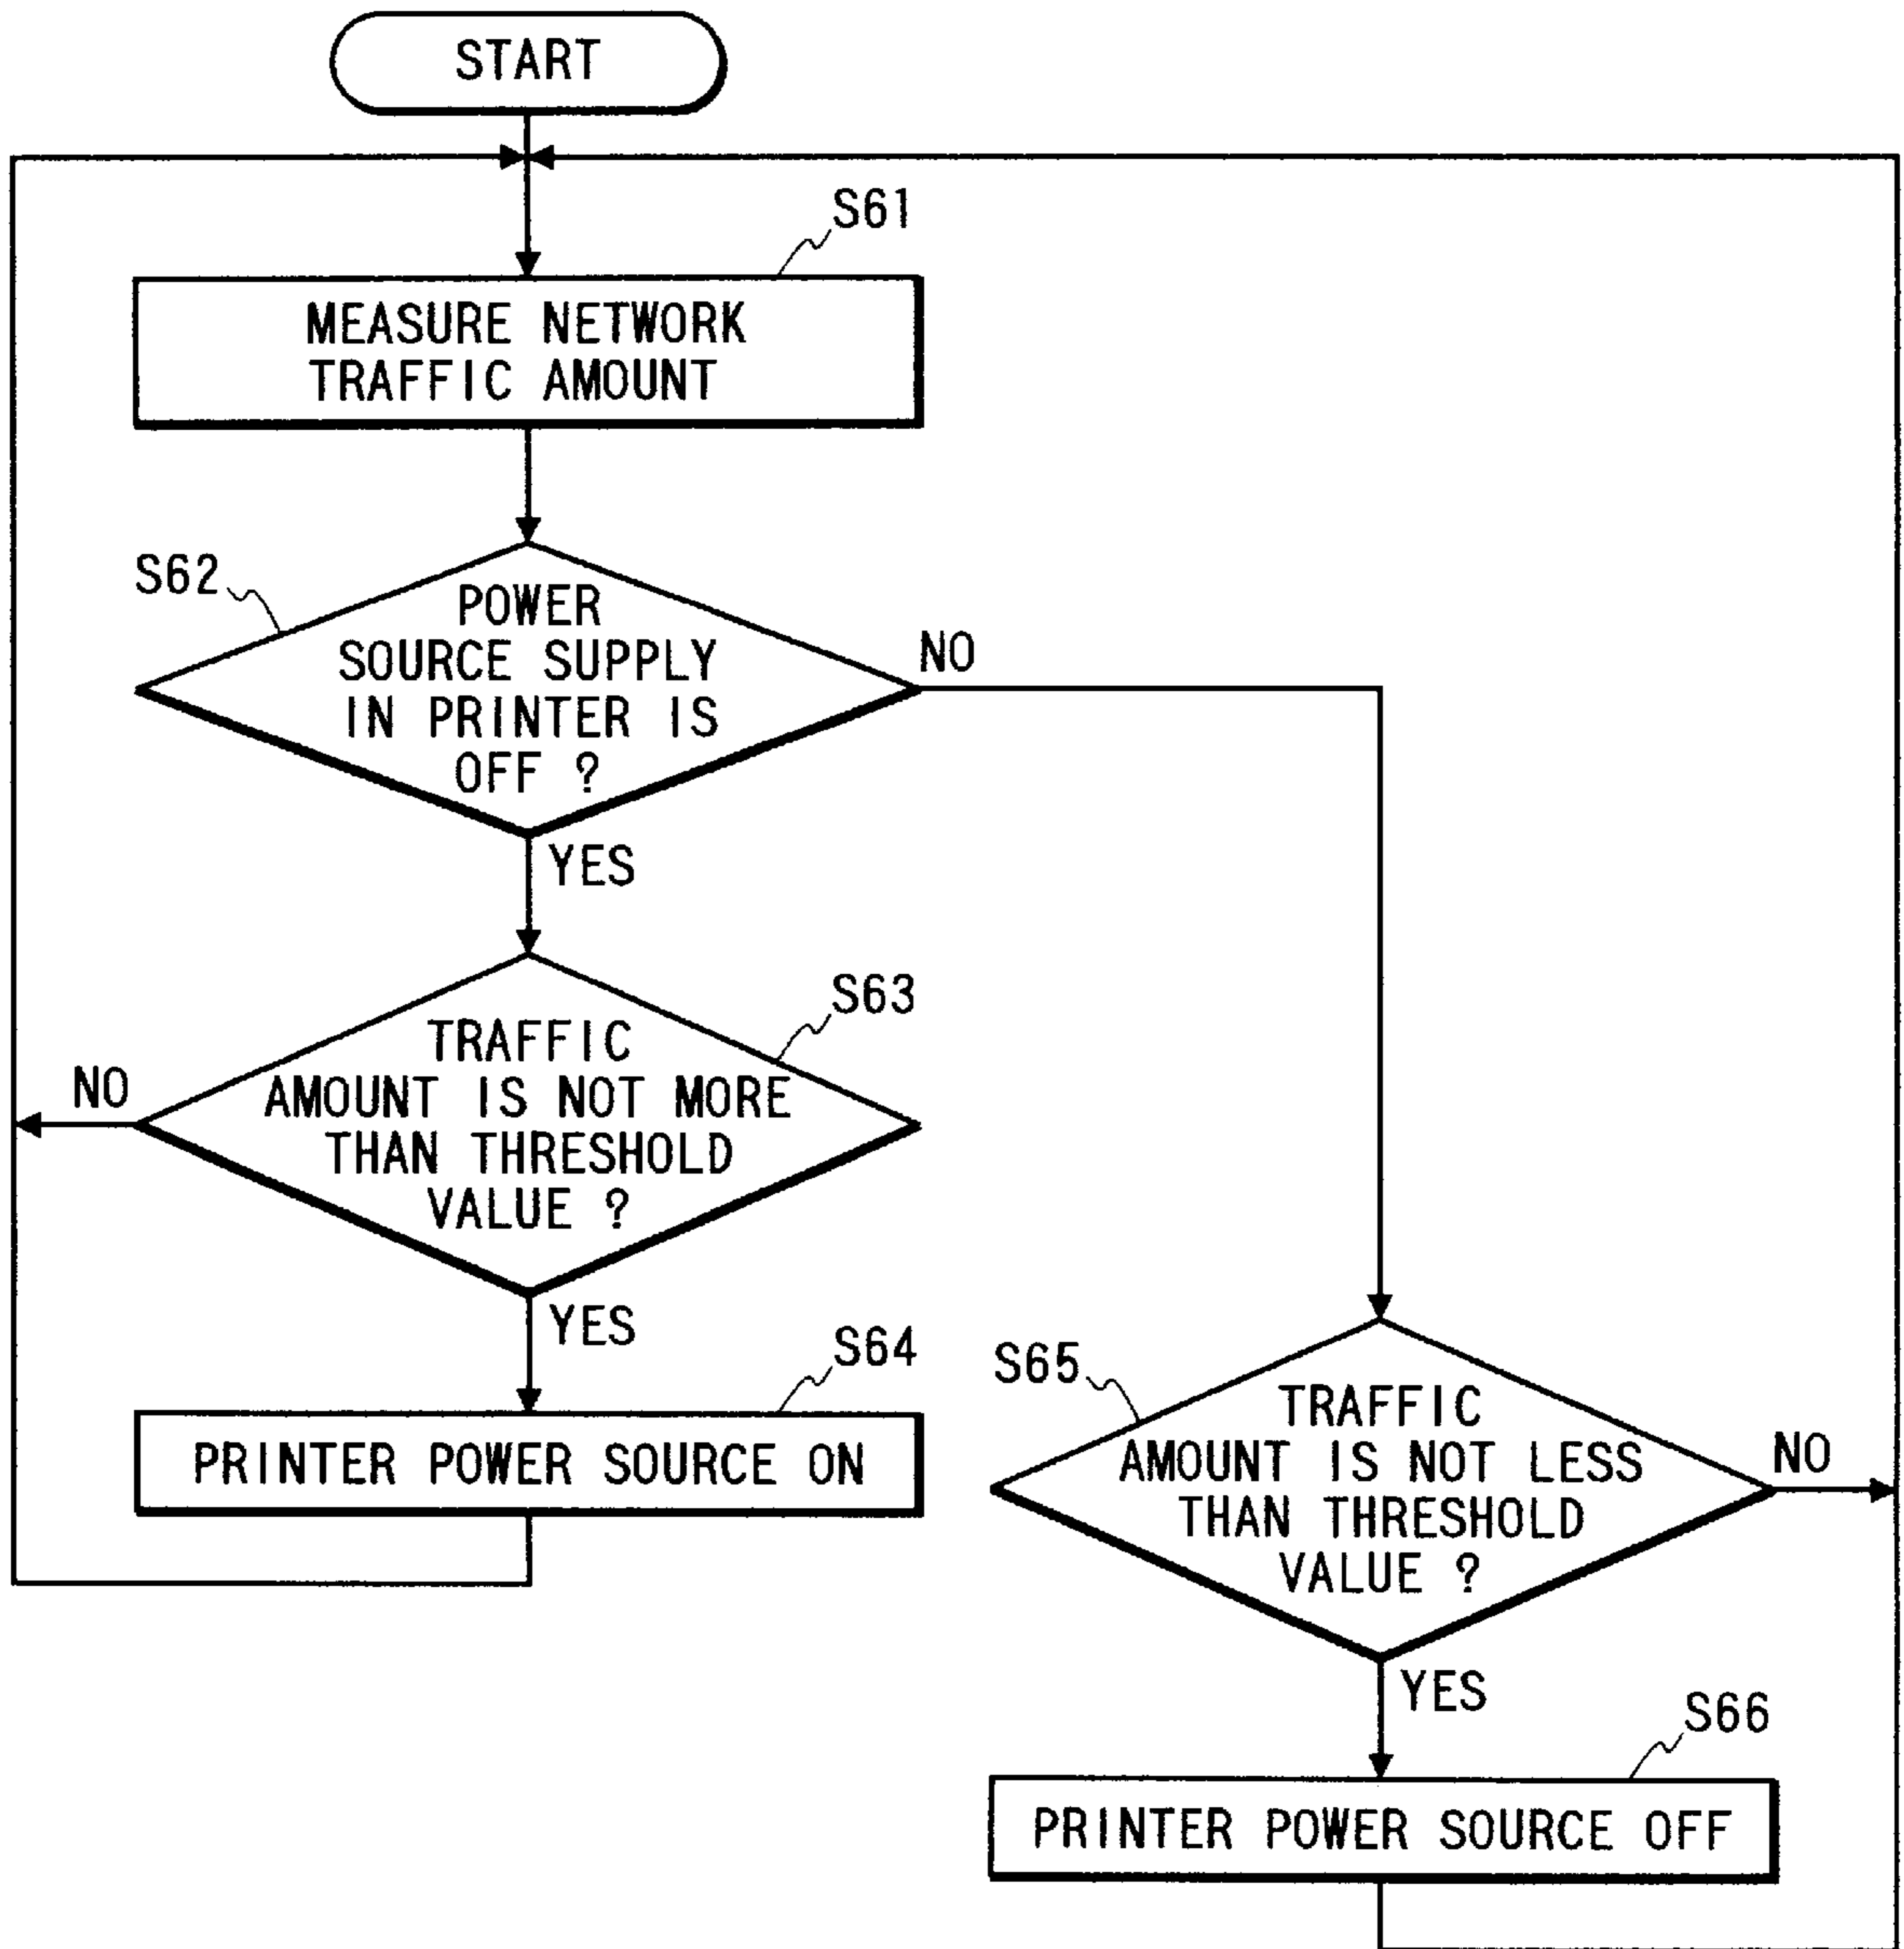 START
S61
MEASURE NETWORK
TRAFFIC AMOUNT
S62
POWER
SOURCE SUPPLY
IN PRINTER IS
OFF ?
NO
YES
S63
TRAFFIC
AMOUNT IS NOT MORE
THAN THRESHOLD
VALUE ?
NO
YES
S64
PRINTER POWER SOURCE ON
S65
TRAFFIC
AMOUNT IS NOT LESS
THAN THRESHOLD
VALUE ?
NO
YES
S66
PRINTER POWER SOURCE OFF